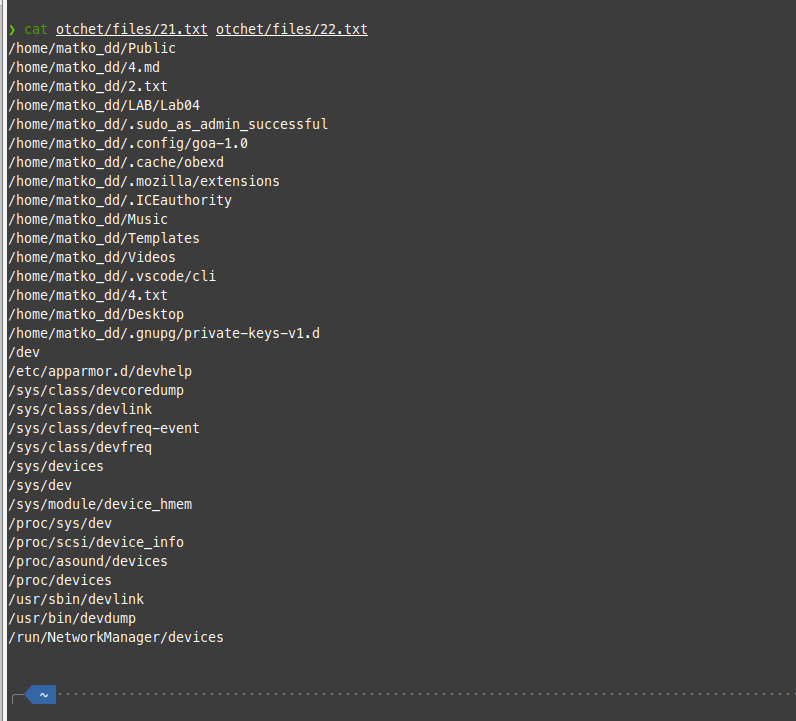 ❯ cat otchet/files/21.txt otchet/files/22.txt
/home/matko_dd/Public
/home/matko_dd/4.md
/home/matko_dd/2.txt
/home/matko_dd/LAB/Lab04
/home/matko_dd/.sudo_as_admin_successful
/home/matko_dd/.config/goa-1.0
/home/matko_dd/.cache/obexd
/home/matko_dd/.mozilla/extensions
/home/matko_dd/.ICEauthority
/home/matko_dd/Music
/home/matko_dd/Templates
/home/matko_dd/Videos
/home/matko_dd/.vscode/cli
/home/matko_dd/4.txt
/home/matko_dd/Desktop
/home/matko_dd/.gnupg/private-keys-v1.d
/dev
/etc/apparmor.d/devhelp
/sys/class/devcoredump
/sys/class/devlink
/sys/class/devfreq-event
/sys/class/devfreq
/sys/devices
/sys/dev
/sys/module/device_hmem
/proc/sys/dev
/proc/scsi/device_info
/proc/asound/devices
/proc/devices
/usr/sbin/devlink
/usr/bin/devdump
/run/NetworkManager/devices
~